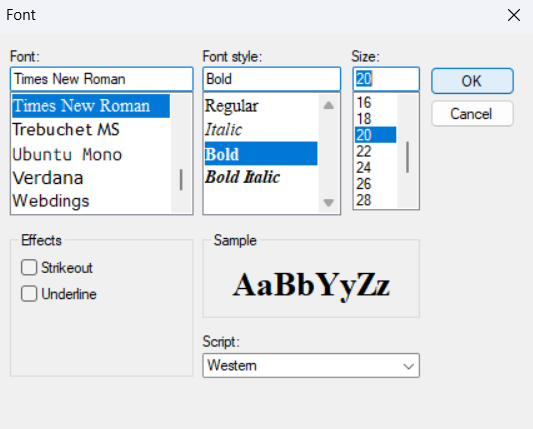 Font
Font: Font style: Size:
Times New Roman Bold 20 OK
Times New Roman Regular 16
Trebuchet MS Italic 18 Cancel
Ubuntu Mono Bold 20
Verdana Bold Italic 22
Webdings 24
26
28
Effects Sample
Strikeout
Underline AaBbYyZz
Script:
Western